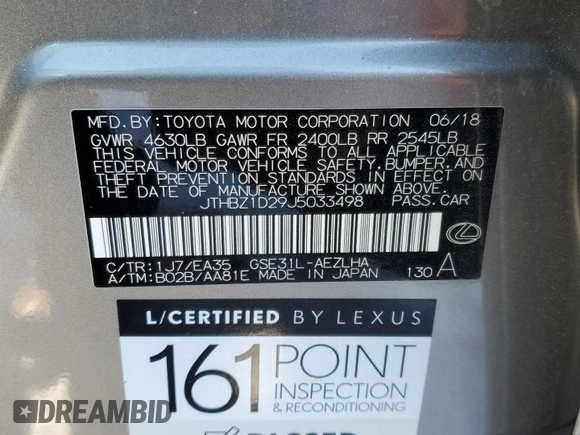 MFD.BY:TOYOTA MOTOR CORPORATION 06/18
GVWR 4630LB GAWR FR 2400LB RR 2545LB
THIS VEHICLE CONFORMS TO ALL APPLICABLE
FEDERAL MOTOR VEHICLE SAFETY,BUMPER,AND
THEFT PREVENTION STANDARDS IN EFFECT ON
THE DATE OF MANUFACTURE SHOWN ABOVE.
JTHBZ1D29J5033498 PASS.CAR
C/TR:1J7/EA35 GSE31L-AEZLHA
A/TM:B02B/AA81E MADE IN JAPAN 130 A
L/CERTIFIED BY LEXUS
161 POINT
INSPECTION
& RECONDITIONING
PASSED
DREAMBID